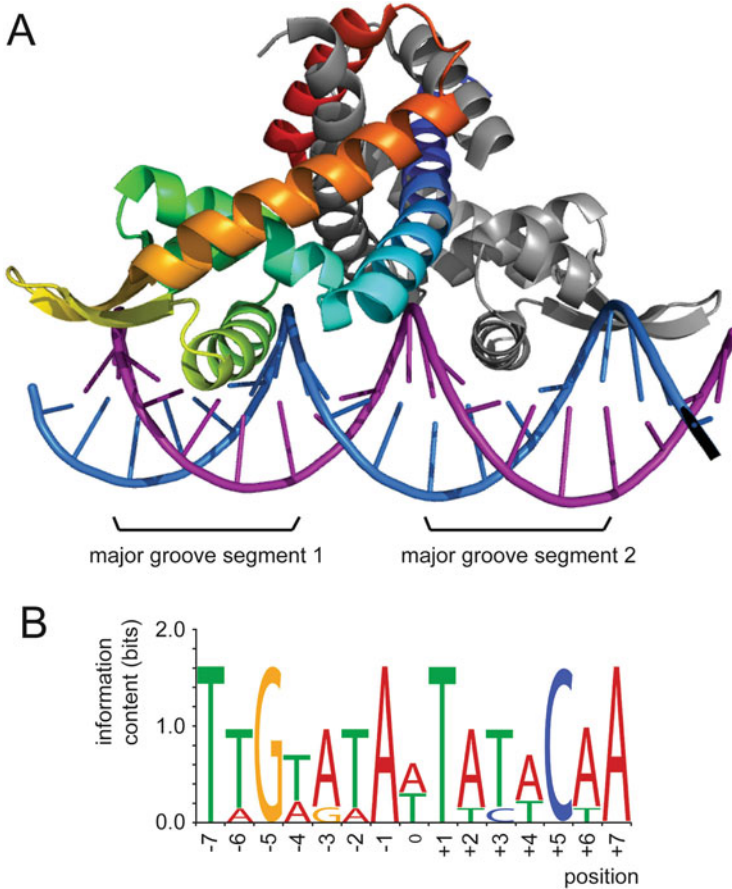 A
major groove segment 1 major groove segment 2
B
information
content (bits)
2.0
1.0
0.0
T T G T A T A A T A T A C A A
A A G A T T C T T
-7 -6 -5 -4 -3 -2 -1 0 +1 +2 +3 +4 +5 +6 +7
position